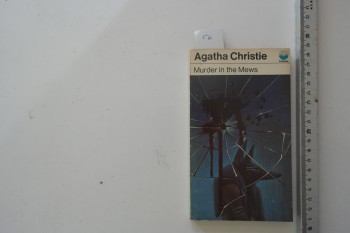 Agatha Christie
Murder in the Mews